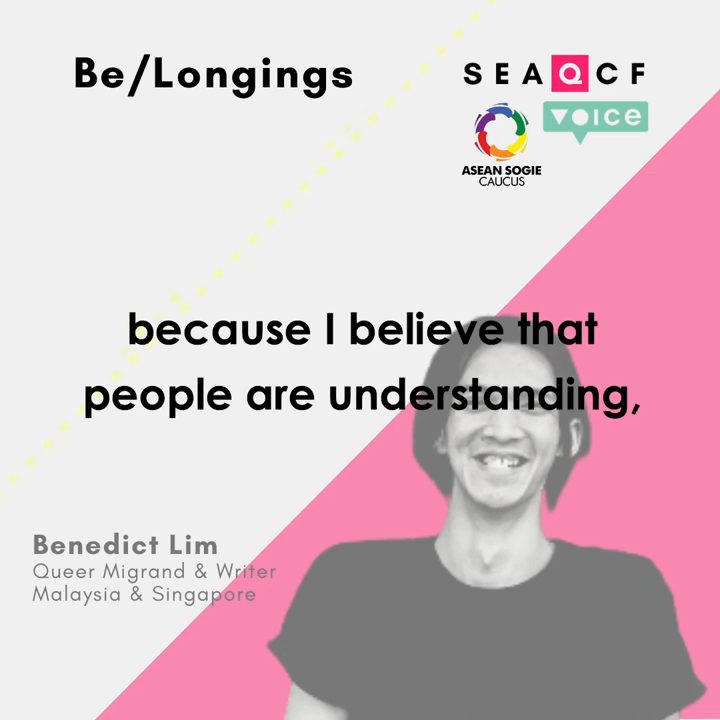 Be/Longings
SEAQCF
VOICE
ASEAN SOGIE
CAUCUS
because I believe that
people are understanding,
Benedict Lim
Queer Migrand & Writer
Malaysia & Singapore